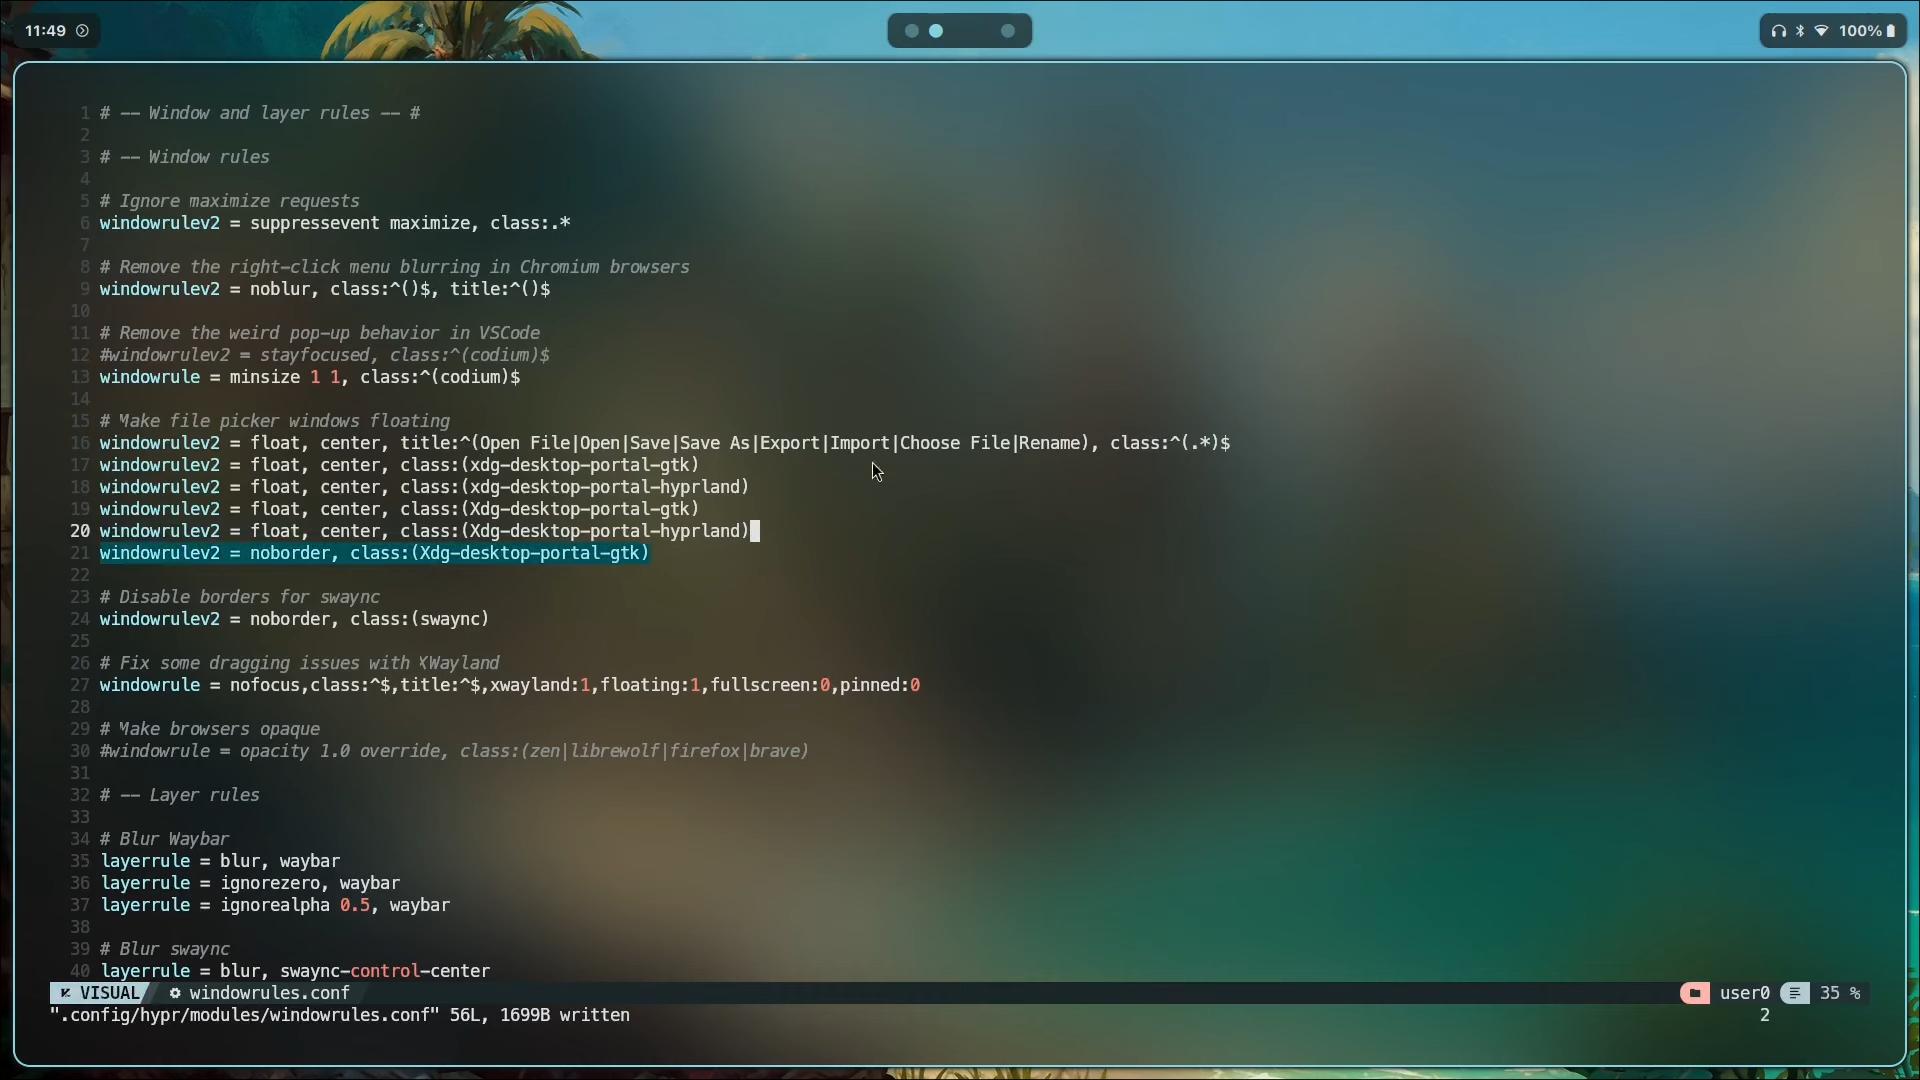 11:49
100%
1 # -- Window and layer rules -- #
2
3 # -- Window rules
4
5 # Ignore maximize requests
6 windowrulev2 = suppressevent maximize, class:.*
7
8 # Remove the right-click menu blurring in Chromium browsers
9 windowrulev2 = noblur, class:^()$, title:^()$
10
11 # Remove the weird pop-up behavior in VSCode
12 #windowrulev2 = stayfocused, class:^(codium)$
13 windowrule = minsize 1 1, class:^(codium)$
14
15 # Make file picker windows floating
16 windowrulev2 = float, center, title:^(Open File|Open|Save|Save As|Export|Import|Choose File|Rename), class:^(.*)$
17 windowrulev2 = float, center, class:(xdg-desktop-portal-gtk)
18 windowrulev2 = float, center, class:(xdg-desktop-portal-hyprland)
19 windowrulev2 = float, center, class:(Xdg-desktop-portal-gtk)
20 windowrulev2 = float, center, class:(Xdg-desktop-portal-hyprland)
21 windowrulev2 = noborder, class:(Xdg-desktop-portal-gtk)
22
23 # Disable borders for swaync
24 windowrulev2 = noborder, class:(swaync)
25
26 # Fix some dragging issues with XWayland
27 windowrule = nofocus,class:^$,title:^$,xwayland:1,floating:1,fullscreen:0,pinned:0
28
29 # Make browsers opaque
30 #windowrule = opacity 1.0 override, class:(zen|librewolf|firefox|brave)
31
32 # -- Layer rules
33
34 # Blur Waybar
35 layerrule = blur, waybar
36 layerrule = ignorezero, waybar
37 layerrule = ignorealpha 0.5, waybar
38
39 # Blur swaync
40 layerrule = blur, swaync-control-center
VISUAL windowrules.conf user0 35 %
".config/hypr/modules/windowrules.conf" 56L, 1699B written 2